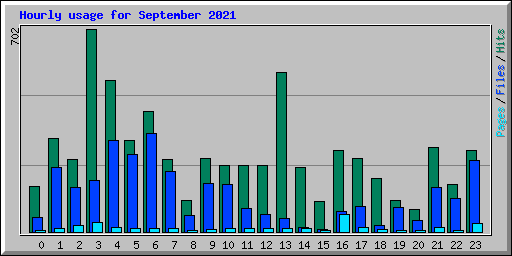 Hourly usage for September 2021
702
Pages/Files/Hits
0 1 2 3 4 5 6 7 8 9 10 11 12 13 14 15 16 17 18 19 20 21 22 23